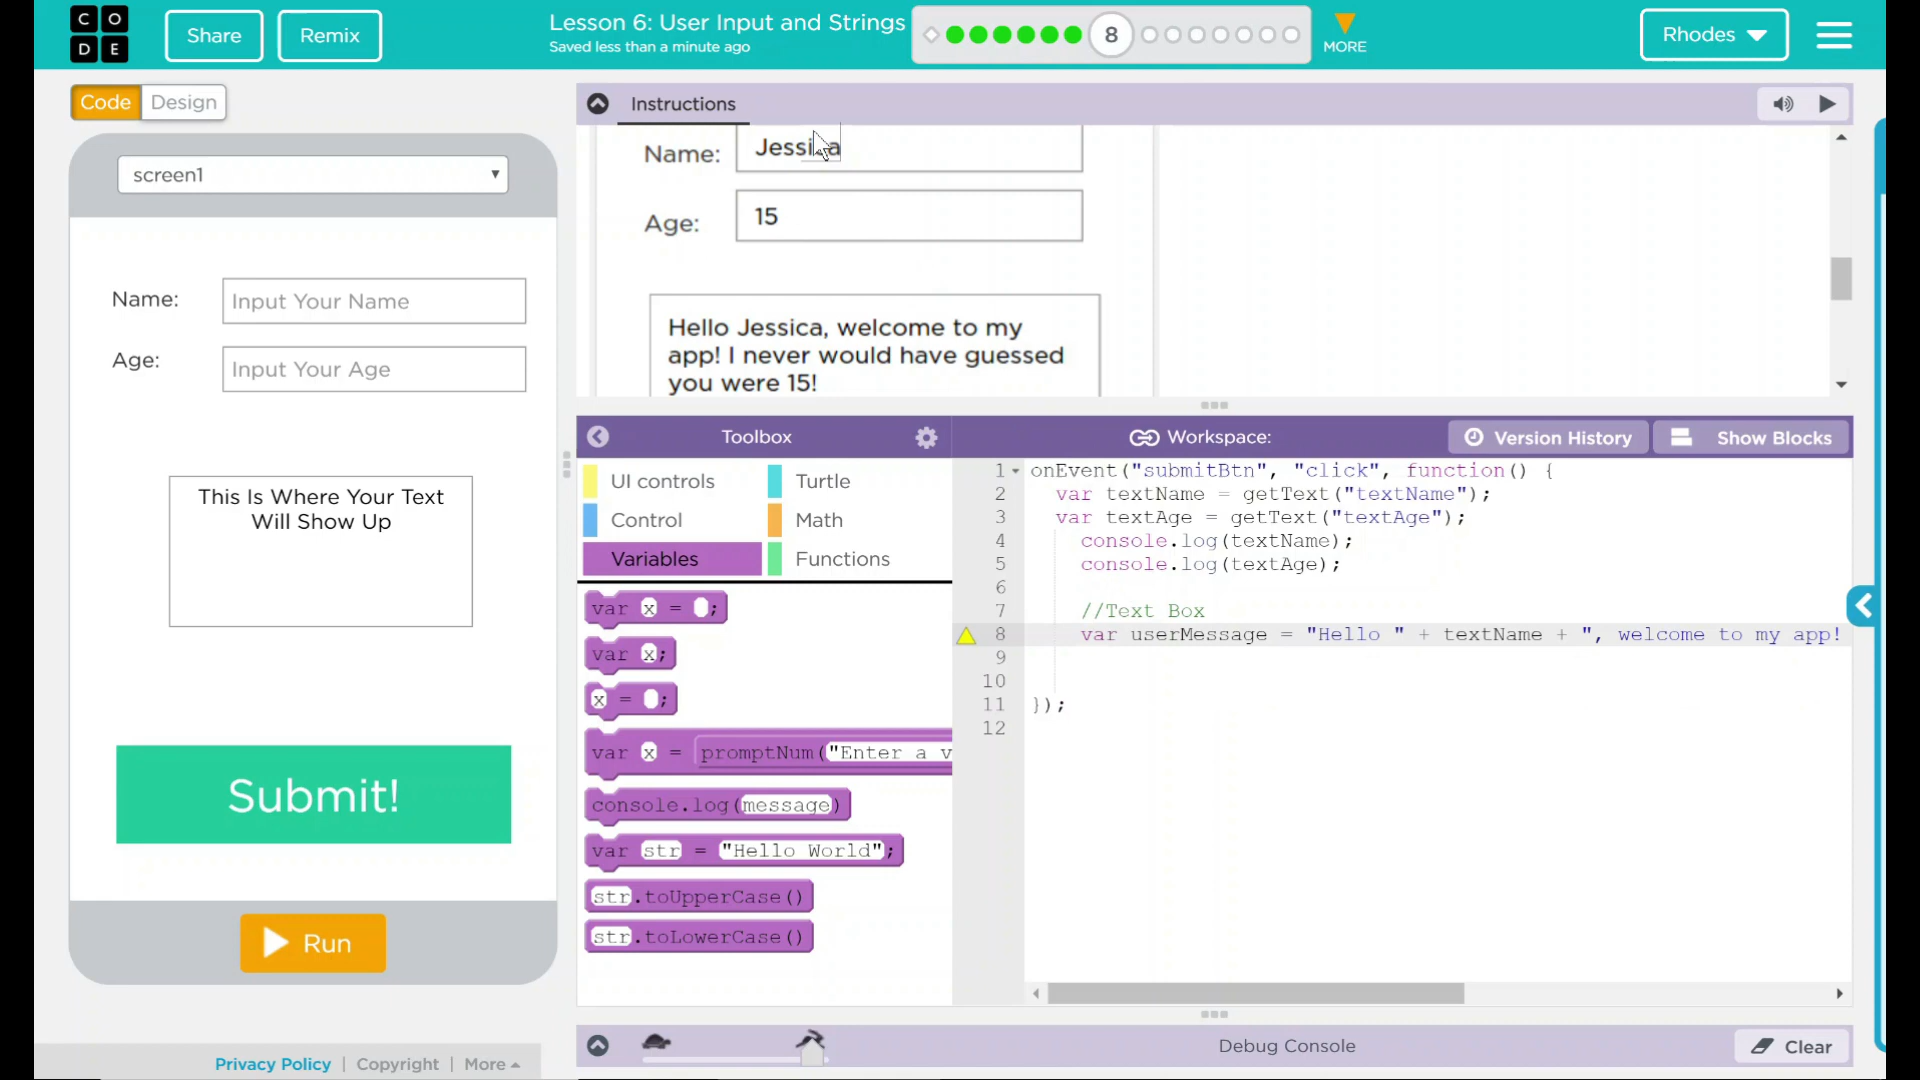 C O
D E
Share
Remix
Lesson 6: User Input and Strings
Saved less than a minute ago
8
MORE
Rhodes
Code
Design
Instructions
screen1
Name:
Jessica
Age:
15
Hello Jessica, welcome to my
app! I never would have guessed
you were 15!
Name:
Input Your Name
Age:
Input Your Age
This Is Where Your Text
Will Show Up
Submit!
Run
Toolbox
Workspace:
Version History
Show Blocks
UI controls
Turtle
Control
Math
Variables
Functions
var x = ;
var x;
x = ;
var x = promptNum("Enter a v
console.log(message)
var str = "Hello World";
str.toUpperCase()
str.toLowerCase()
1 onEvent("submitBtn", "click", function() {
2 var textName = getText("textName");
3 var textAge = getText("textAge");
4 console.log(textName);
5 console.log(textAge);
6
7 //Text Box
8 var userMessage = "Hello " + textName + ", welcome to my app!
9
10
11 });
12
Debug Console
Clear
Privacy Policy | Copyright | More